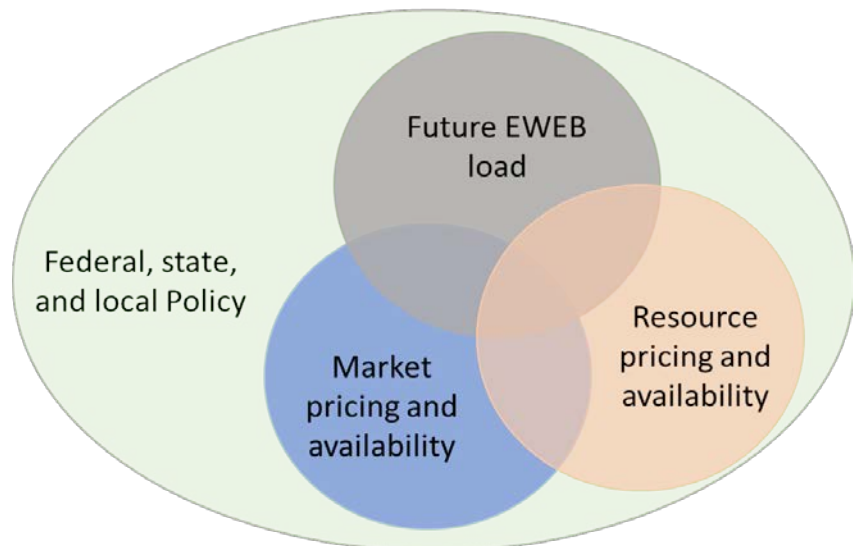 Future EWEB
load
Federal, state,
and local Policy
Resource
pricing and
availability
Market
pricing and
availability